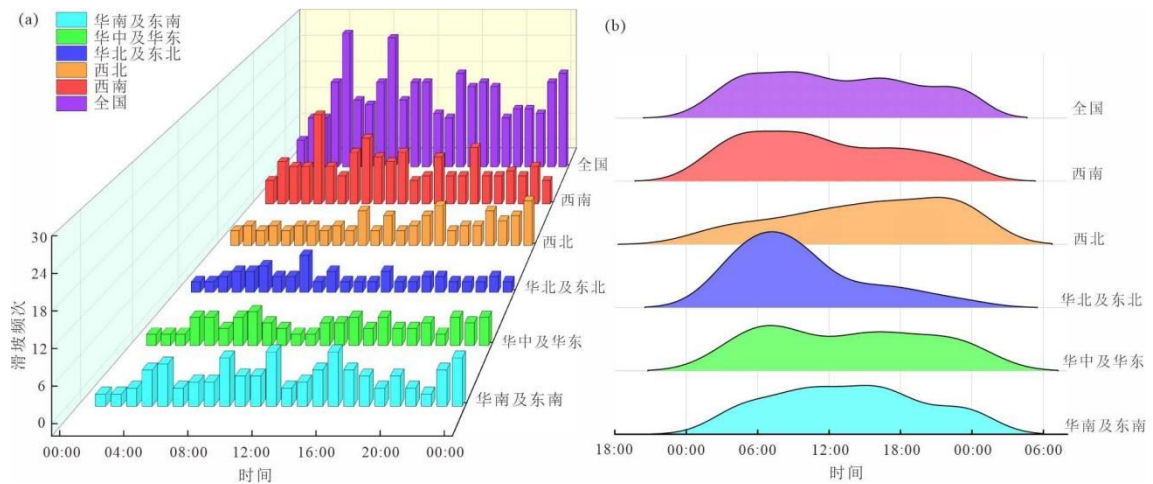 (a)
华南及东南
华中及华东
华北及东北
西北
西南
全国
全国
西南
西北
华北及东北
华中及华东
华南及东南
30
24
18
12
6
0
滑坡频次
00:00 04:00 08:00 12:00 16:00 20:00 00:00
时间
(b)
全国
西南
西北
华北及东北
华中及华东
华南及东南
18:00 00:00 06:00 12:00 18:00 00:00 06:00
时间